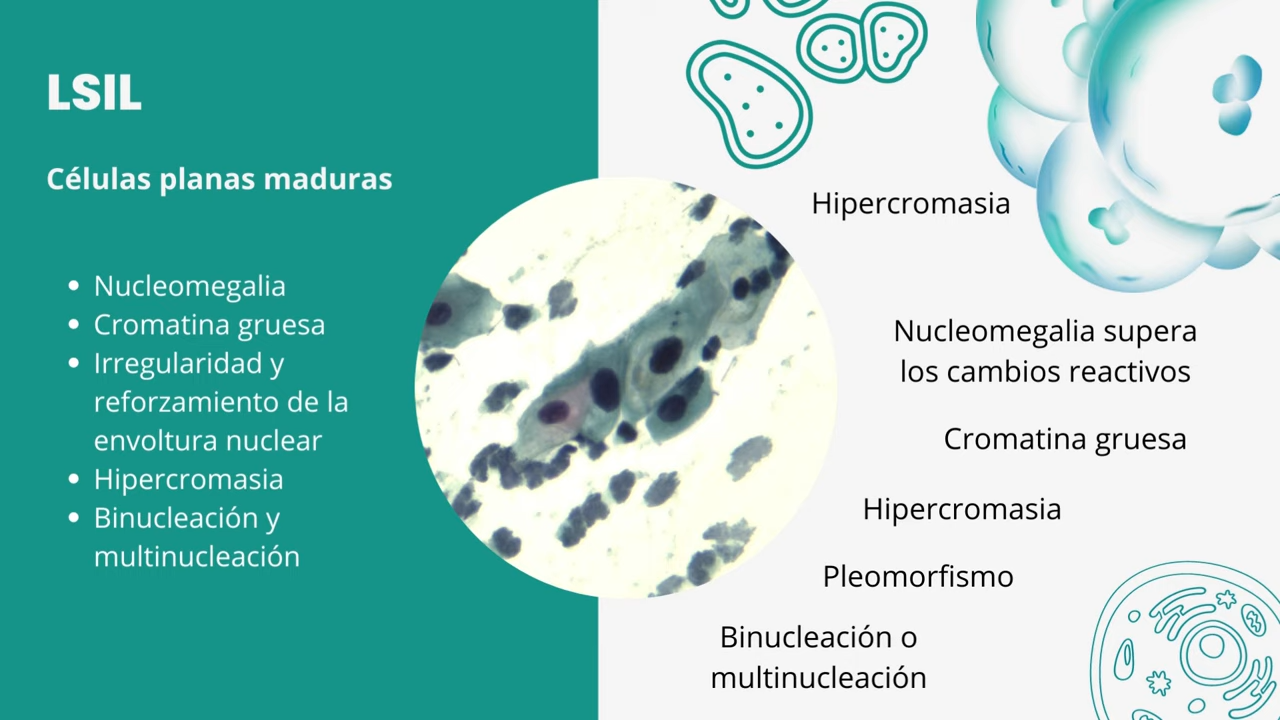 LSIL
Células planas maduras
• Nucleomegalia
• Cromatina gruesa
• Irregularidad y
reforzamiento de la
envoltura nuclear
• Hipercromasia
• Binucleación y
multinucleación
Hipercromasia
Nucleomegalia supera
los cambios reactivos
Cromatina gruesa
Hipercromasia
Pleomorfismo
Binucleación o
multinucleación